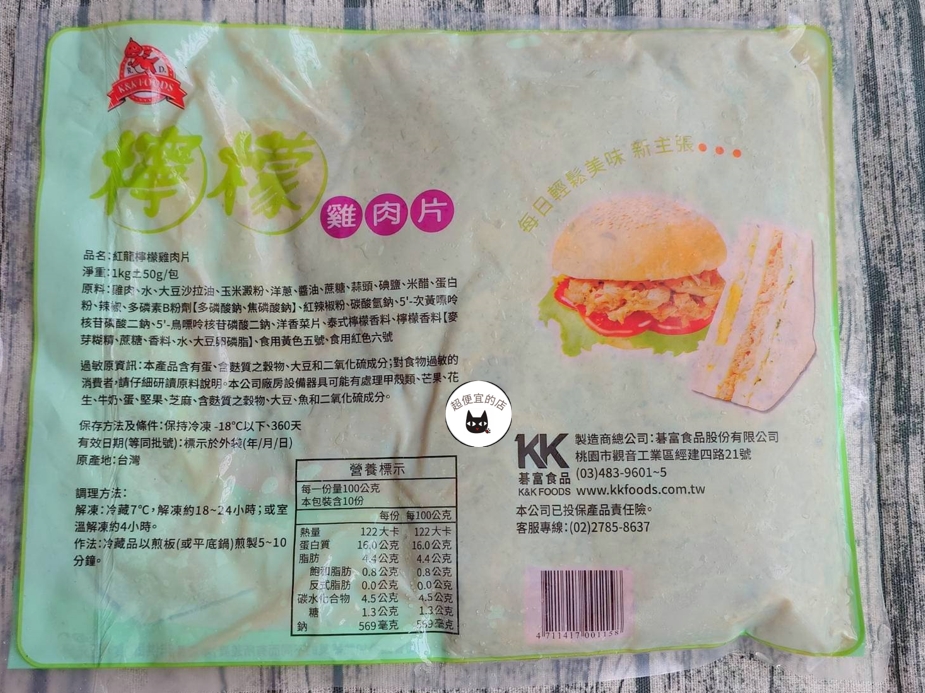 K&K FOODS
檸檬
雞肉片
每日輕鬆美味 新主張
品名:紅龍檸檬雞肉片
淨重:1kg±50g/包
原料:雞肉、水、大豆沙拉油、玉米澱粉、洋蔥、醬油、蔗糖、蒜頭、碘鹽、米醋、蛋白
粉、辣椒、多磷素B粉劑【多磷酸鈉、焦磷酸鈉】、紅辣椒粉、碳酸氫鈉、5'-次黃嘌呤
核苷磷酸二鈉、5'-鳥嘌呤核苷磷酸二鈉、洋香菜片、泰式檸檬香料、檸檬香料【麥
芽糊精、蔗糖、香料、水、大豆卵磷脂】、食用黃色五號、食用紅色六號
過敏原資訊:本產品含有蛋、含麩質之穀物、大豆和二氧化硫成分;對食物過敏的
消費者,請仔細研讀原料說明。本公司廠房設備器具可能有處理甲殼類、芒果、花
生、牛奶、蛋、堅果、芝麻、含麩質之穀物、大豆、魚和二氧化硫成分。
保存方法及條件:保持冷凍 -18℃以下、360天
有效日期(等同批號):標示於外袋(年/月/日)
原產地:台灣
調理方法:
解凍:冷藏7℃,解凍約18~24小時;或室
溫解凍約4小時。
作法:冷藏品以煎板(或平底鍋)煎製5~10
分鐘。
營養標示
每一份量100公克
本包裝含10份
每份 每100公克
熱量 122大卡 122大卡
蛋白質 16.0公克 16.0公克
脂肪 4.4公克 4.4公克
飽和脂肪 0.8公克 0.8公克
反式脂肪 0.0公克 0.0公克
碳水化合物 4.5公克 4.5公克
糖 1.3公克 1.3公克
鈉 569毫克 569毫克
超便宜的店
KK
碁富食品
K&K FOODS
製造商總公司:碁富食品股份有限公司
桃園市觀音工業區經建四路21號
(03)483-9601~5
www.kkfoods.com.tw
本公司已投保產品責任險。
客服專線:(02)2785-8637
4 711417 001158